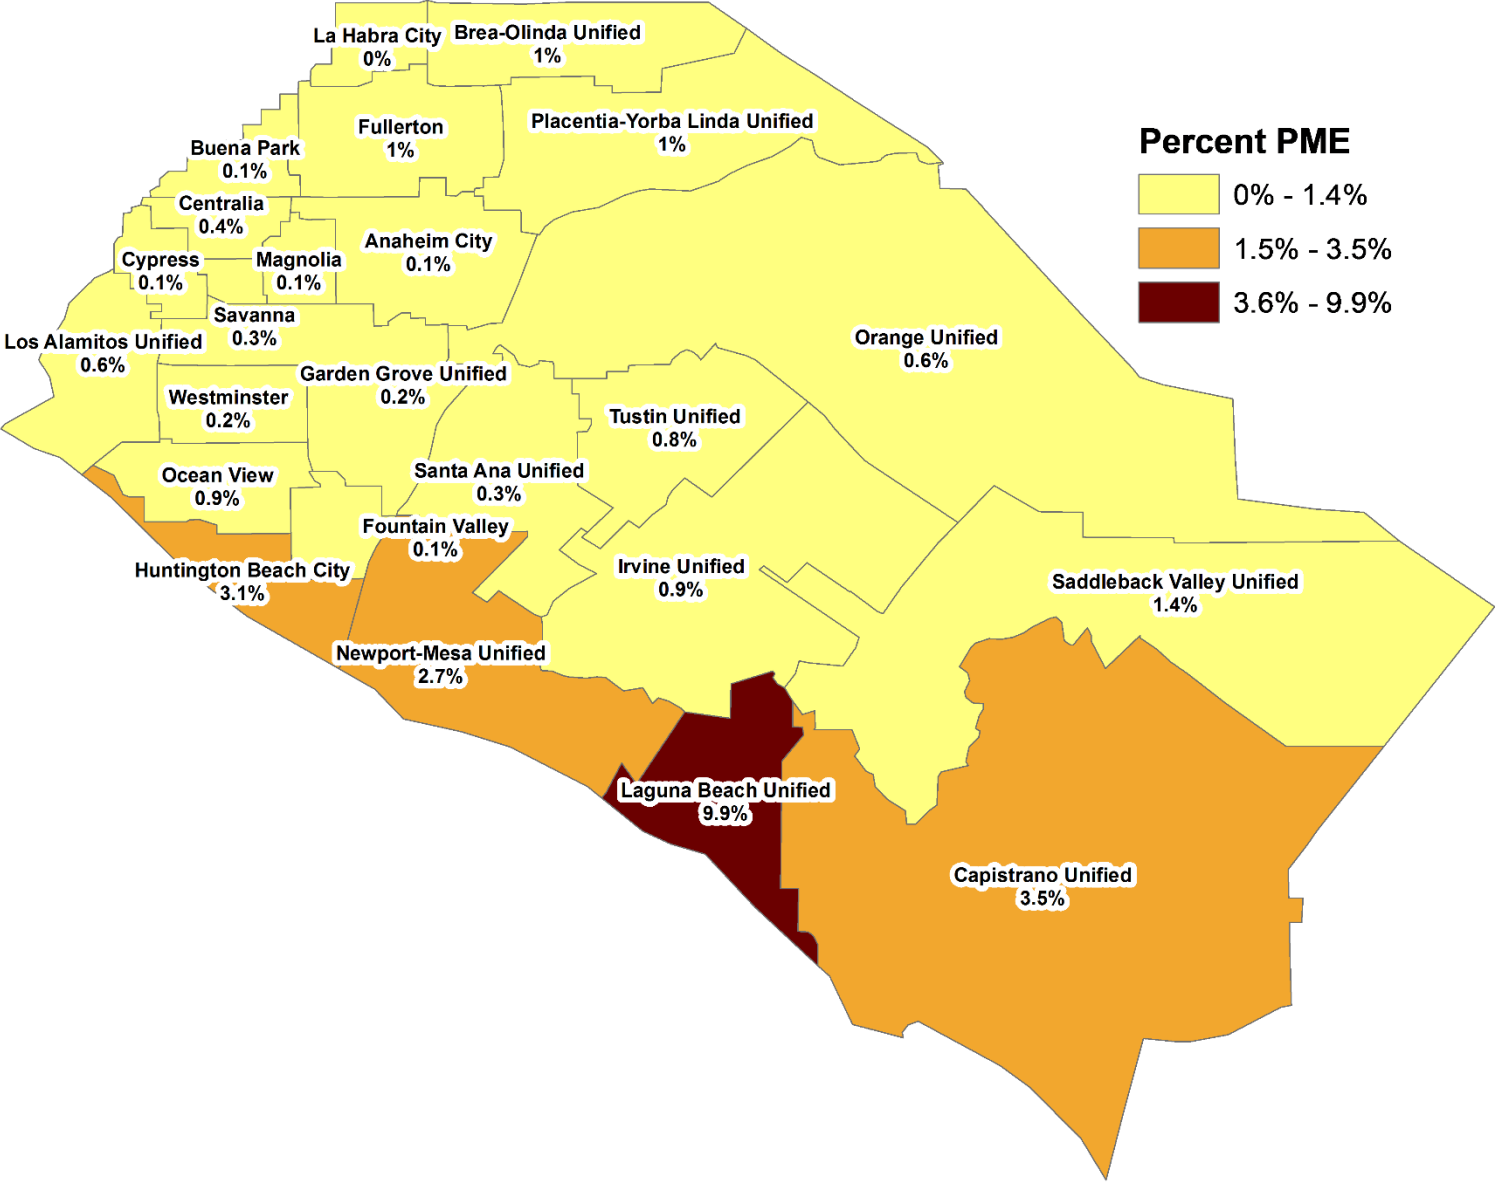 La Habra City
0%
Brea-Olinda Unified
1%
Placentia-Yorba Linda Unified
1%
Fullerton
1%
Buena Park
0.1%
Centralia
0.4%
Anaheim City
0.1%
Cypress
0.1%
Magnolia
0.1%
Savanna
0.3%
Los Alamitos Unified
0.6%
Orange Unified
0.6%
Garden Grove Unified
0.2%
Westminster
0.2%
Tustin Unified
0.8%
Ocean View
0.9%
Santa Ana Unified
0.3%
Fountain Valley
0.1%
Huntington Beach City
3.1%
Irvine Unified
0.9%
Saddleback Valley Unified
1.4%
Newport-Mesa Unified
2.7%
Laguna Beach Unified
9.9%
Capistrano Unified
3.5%
Percent PME
0% - 1.4%
1.5% - 3.5%
3.6% - 9.9%